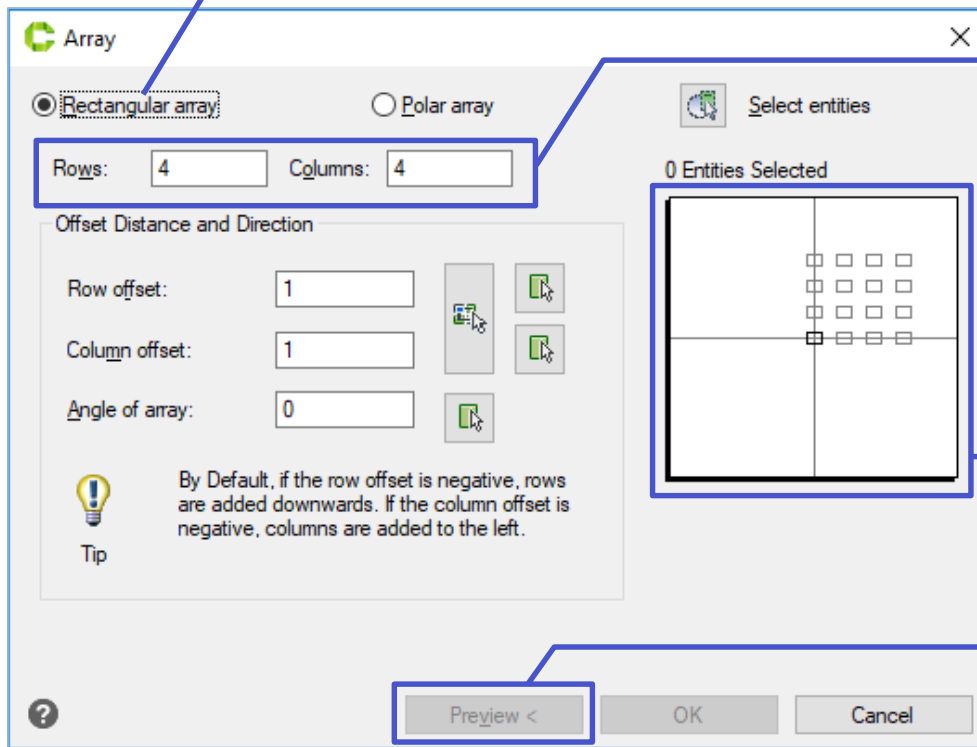 Array
Rectangular array
Polar array
Select entities
Rows: 4 Columns: 4
0 Entities Selected
Offset Distance and Direction
Row offset: 1
Column offset: 1
Angle of array: 0
By Default, if the row offset is negative, rows
are added downwards. If the column offset is
negative, columns are added to the left.
Tip
? Preview < OK Cancel